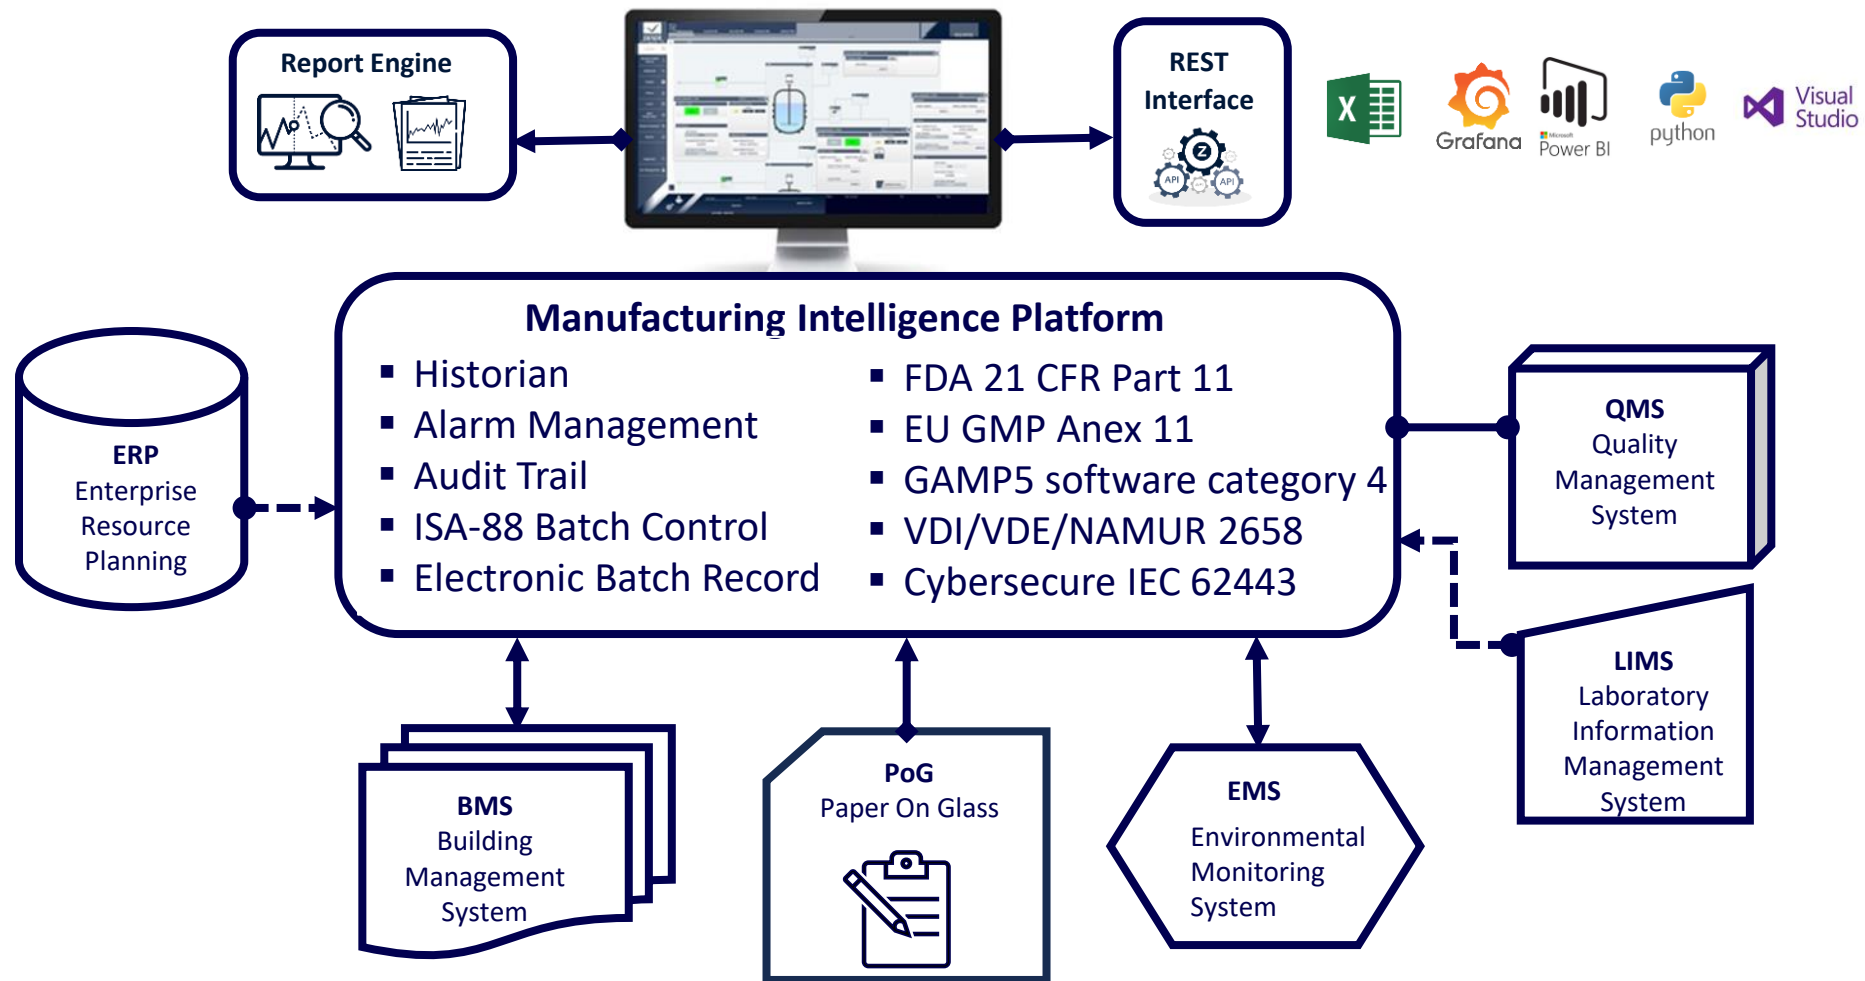 Report Engine
REST
Interface
Z
API
API
X
Grafana
Microsoft
Power BI
python
Visual
Studio
Manufacturing Intelligence Platform
▪ Historian
▪ Alarm Management
▪ Audit Trail
▪ ISA-88 Batch Control
▪ Electronic Batch Record
▪ FDA 21 CFR Part 11
▪ EU GMP Anex 11
▪ GAMP5 software category 4
▪ VDI/VDE/NAMUR 2658
▪ Cybersecure IEC 62443
ERP
Enterprise
Resource
Planning
QMS
Quality
Management
System
LIMS
Laboratory
Information
Management
System
BMS
Building
Management
System
PoG
Paper On Glass
EMS
Environmental
Monitoring
System